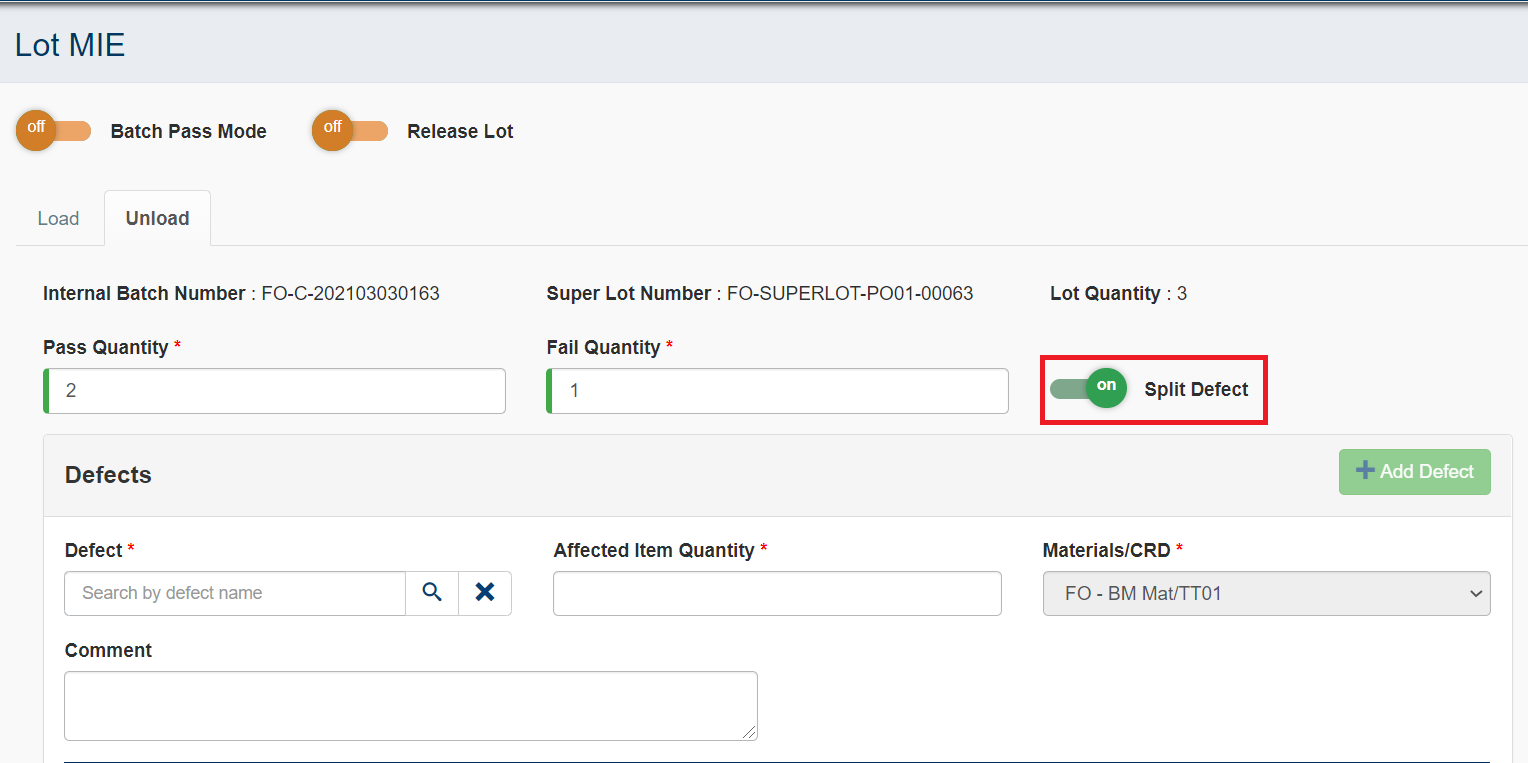 Lot MIE
off Batch Pass Mode off Release Lot
Load Unload
Internal Batch Number : FO-C-202103030163 Super Lot Number : FO-SUPERLOT-PO01-00063 Lot Quantity : 3
Pass Quantity * Fail Quantity *
2 1 on Split Defect
Defects + Add Defect
Defect * Affected Item Quantity * Materials/CRD *
Search by defect name FO - BM Mat/TT01
Comment